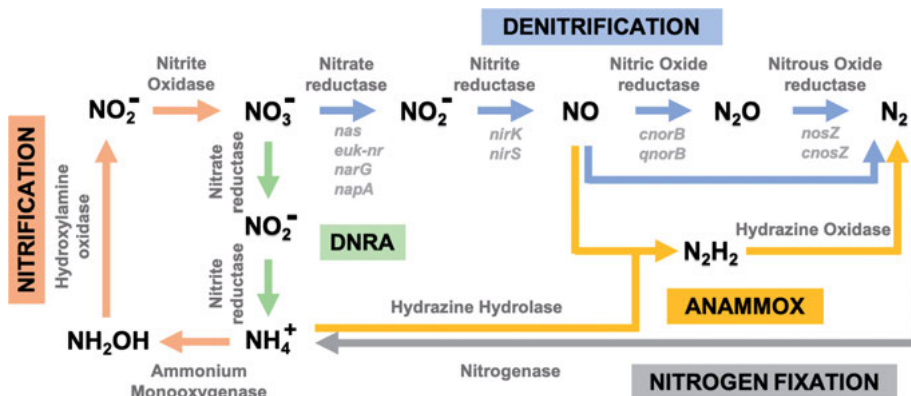 DENITRIFICATION
Nitrite
Oxidase
Nitrate
reductase
Nitrite
reductase
Nitric Oxide
reductase
Nitrous Oxide
reductase
NO₂⁻
NO₃⁻
NO₂⁻
NO
N₂O
N₂
nas
euk-nr
narG
napA
nirK
nirS
cnorB
qnorB
nosZ
cnosZ
NITRIFICATION
Hydroxylamine
oxidase
Nitrate
reductase
NO₂⁻
DNRA
Hydrazine Oxidase
N₂H₂
Nitrite
reductase
Hydrazine Hydrolase
ANAMMOX
NH₂OH
NH₄⁺
Ammonium
Monooxygenase
Nitrogenase
NITROGEN FIXATION